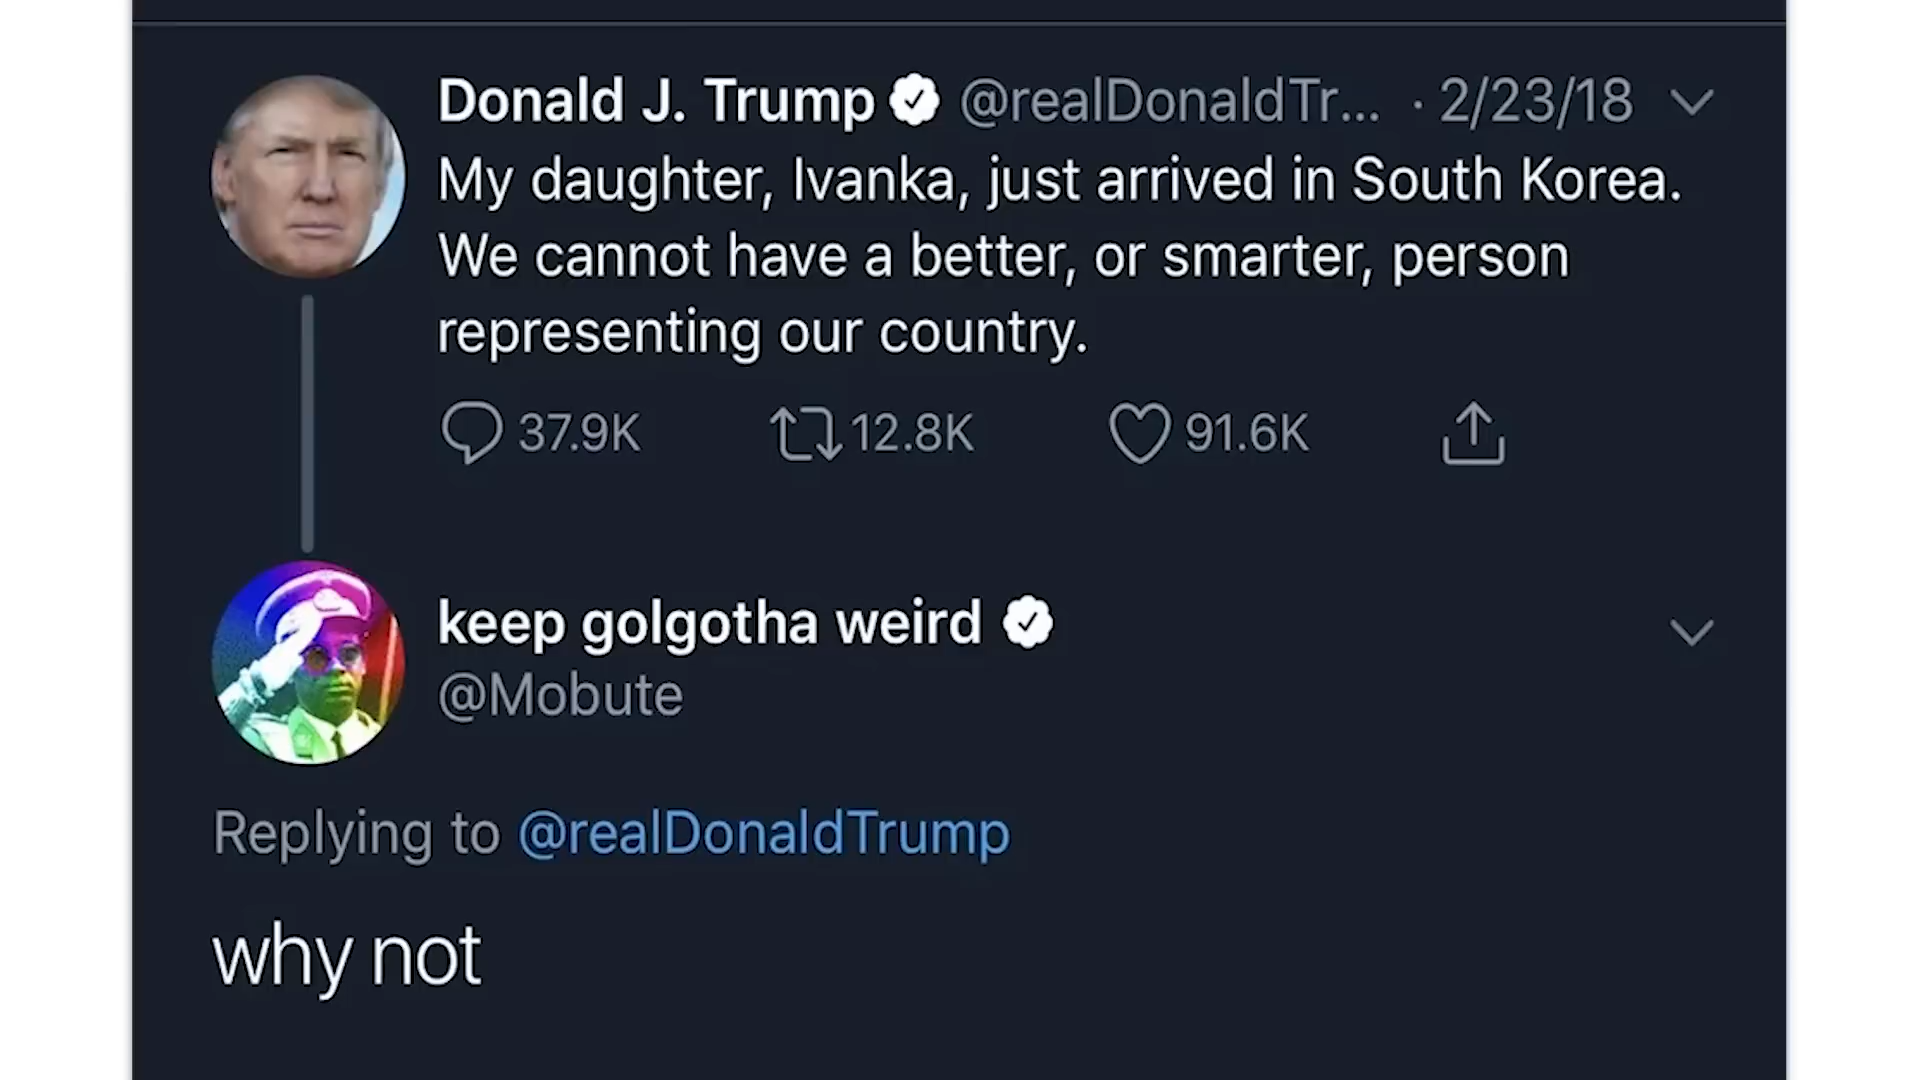 Donald J. Trump @realDonaldTr... · 2/23/18
My daughter, Ivanka, just arrived in South Korea.
We cannot have a better, or smarter, person
representing our country.
37.9K 12.8K 91.6K
keep golgotha weird
@Mobute
Replying to @realDonaldTrump
why not